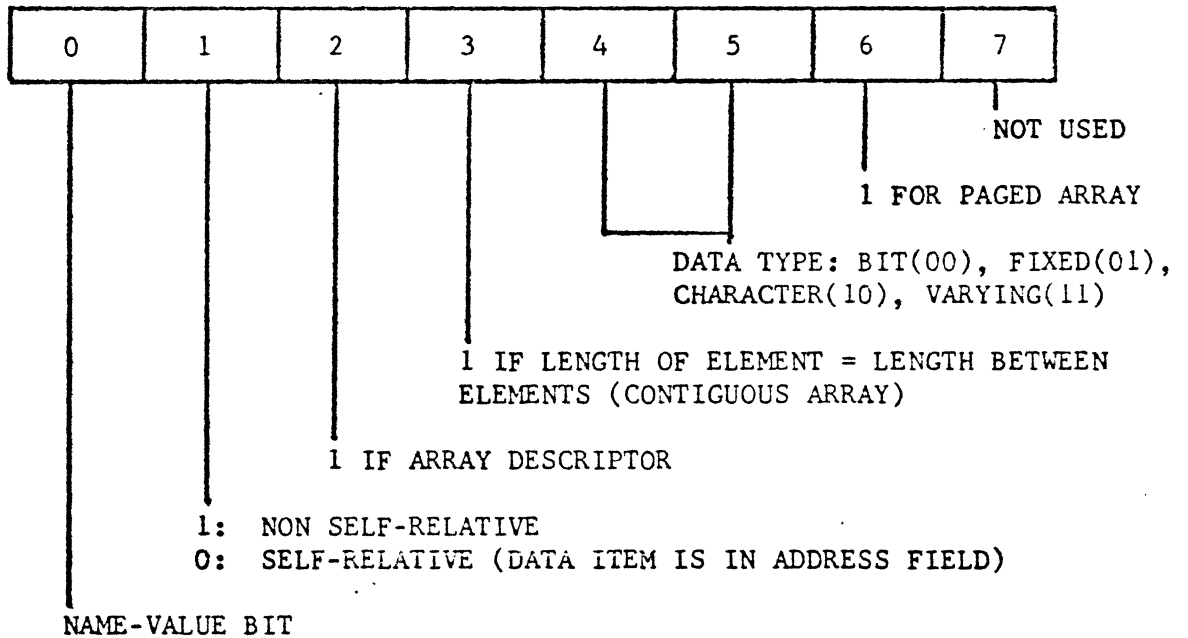 0 1 2 3 4 5 6 7
NOT USED
1 FOR PAGED ARRAY
DATA TYPE: BIT(00), FIXED(01),
CHARACTER(10), VARYING(11)
1 IF LENGTH OF ELEMENT = LENGTH BETWEEN
ELEMENTS (CONTIGUOUS ARRAY)
1 IF ARRAY DESCRIPTOR
1: NON SELF-RELATIVE
0: SELF-RELATIVE (DATA ITEM IS IN ADDRESS FIELD)
NAME-VALUE BIT